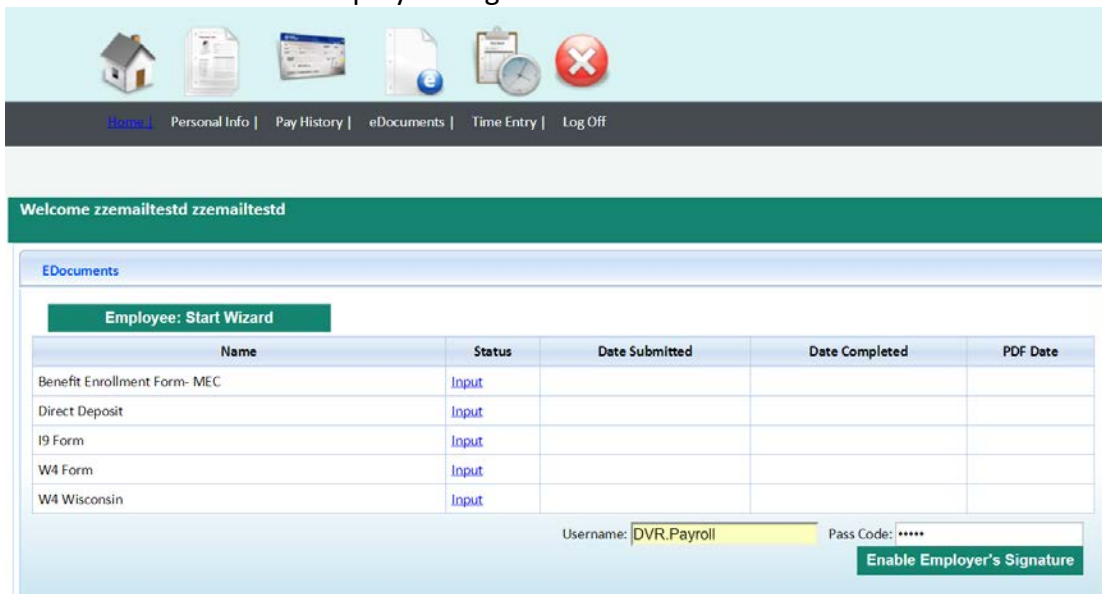 Home | Personal Info | Pay History | eDocuments | Time Entry | Log Off
Welcome zzemailtestd zzemailtestd
EDocuments
Employee: Start Wizard
Name Status Date Submitted Date Completed PDF Date
Benefit Enrollment Form- MEC Input
Direct Deposit Input
I9 Form Input
W4 Form Input
W4 Wisconsin Input
Username: DVR.Payroll Pass Code: •••••
Enable Employer's Signature